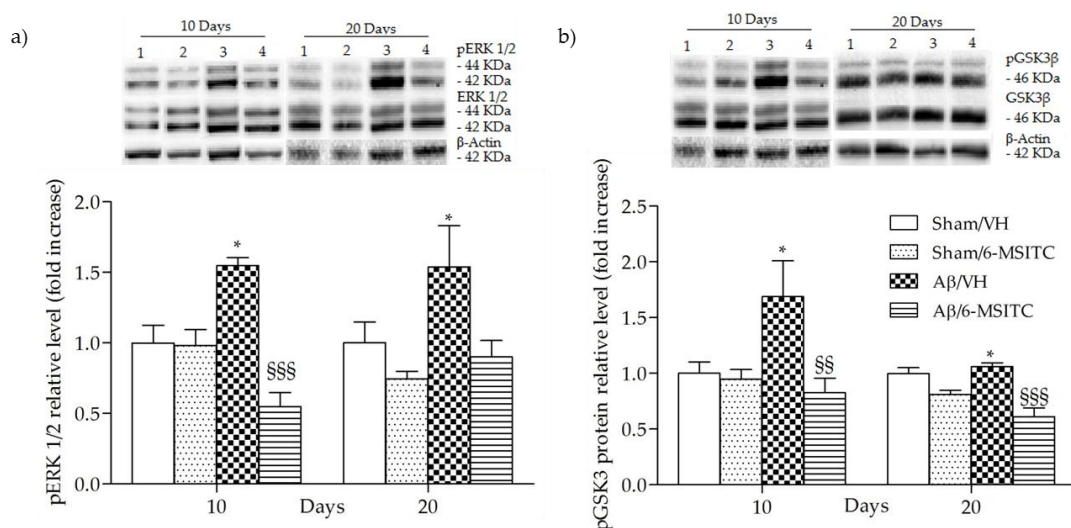 a)
10 Days 20 Days
1 2 3 4 1 2 3 4
pERK 1/2
- 44 KDa
- 42 KDa
ERK 1/2
- 44 KDa
- 42 KDa
β-Actin
- 42 KDa
pERK 1/2 relative level (fold increase)
2.0
1.5
1.0
0.5
0.0
*
§§§
*
10 Days 20
b)
10 Days 20 Days
1 2 3 4 1 2 3 4
pGSK3β
- 46 KDa
GSK3β
- 46 KDa
β-Actin
- 42 KDa
pGSK3 protein relative level (fold increase)
2.5
2.0
1.5
1.0
0.5
0.0
Sham/VH
Sham/6-MSITC
Aβ/VH
Aβ/6-MSITC
*
§§
*
§§§
10 Days 20